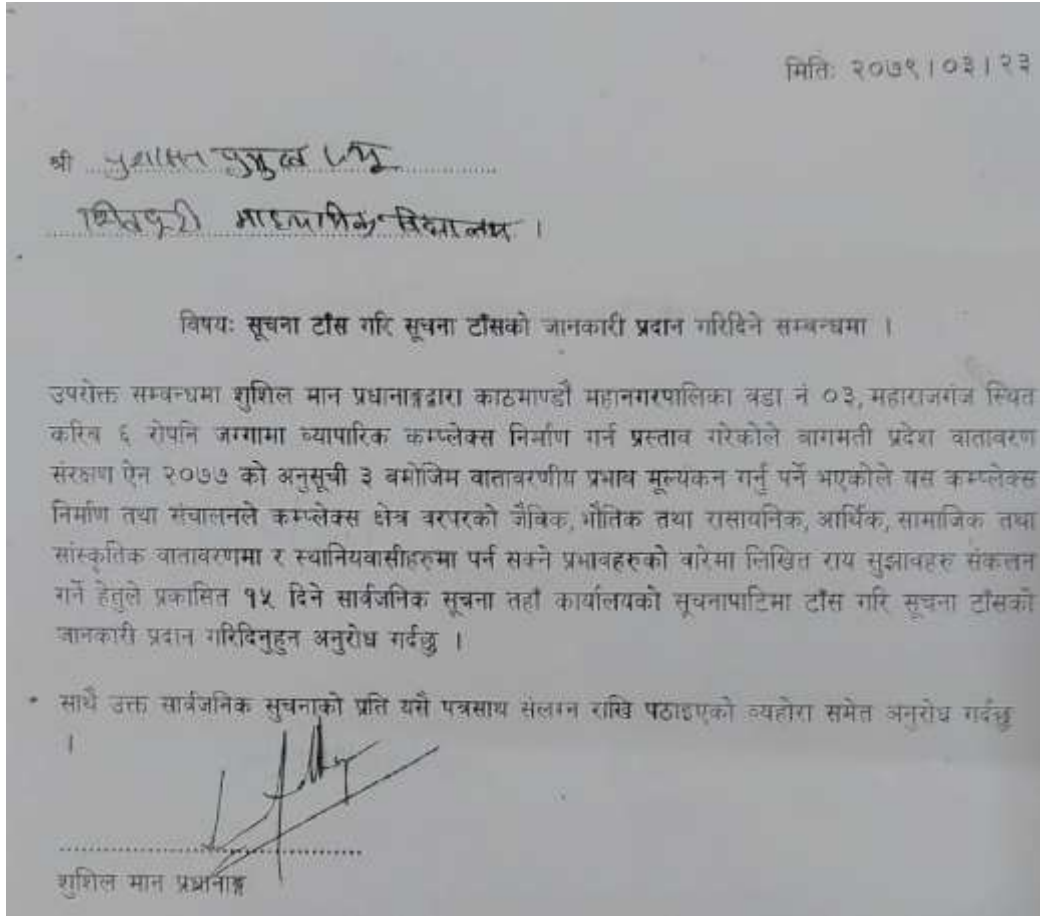 मितिः २०७९।०३।२३
श्री
माध्यामिक विद्यालय ।
विषयः सूचना टाँस गरि सूचना टाँसको जानकारी प्रदान गरिदिने सम्बन्धमा ।
उपरोक्त सम्बन्धमा शुशिल मान प्रधानाङ्गद्वारा काठमाण्डौ महानगरपालिका वडा नं ०३, महाराजगंज स्थित
करिब ६ रोपनि जग्गामा व्यापारिक कम्प्लेक्स निर्माण गर्न प्रस्ताव गरेकोले बागमती प्रदेश वातावरण
संरक्षण ऐन २०७७ को अनुसूची ३ बमोजिम वातावरणीय प्रभाव मूल्यकन गर्नु पर्ने भएकोले यस कम्प्लेक्स
निर्माण तथा संचालनले कम्प्लेक्स क्षेत्र वरपरको जैविक, भौतिक तथा रासायनिक, आर्थिक, सामाजिक तथा
सांस्कृतिक वातावरणमा र स्थानियवासीहरुमा पर्न सक्ने प्रभावहरुको बारेमा लिखित राय सुझावहरु संकलन
गर्ने हेतुले प्रकासित १५ दिने सार्वजनिक सूचना तहाँ कार्यालयको सूचनापाटिमा टाँस गरि सूचना टाँसको
जानकारी प्रदान गरिदिनुहुन अनुरोध गर्दछु ।
साथै उक्त सार्वजनिक सुचनाको प्रति यसै पत्रसाथ संलग्न राखि पठाइएको व्यहोरा समेत अनुरोध गर्दछु
।
शुशिल मान प्रधानाङ्ग